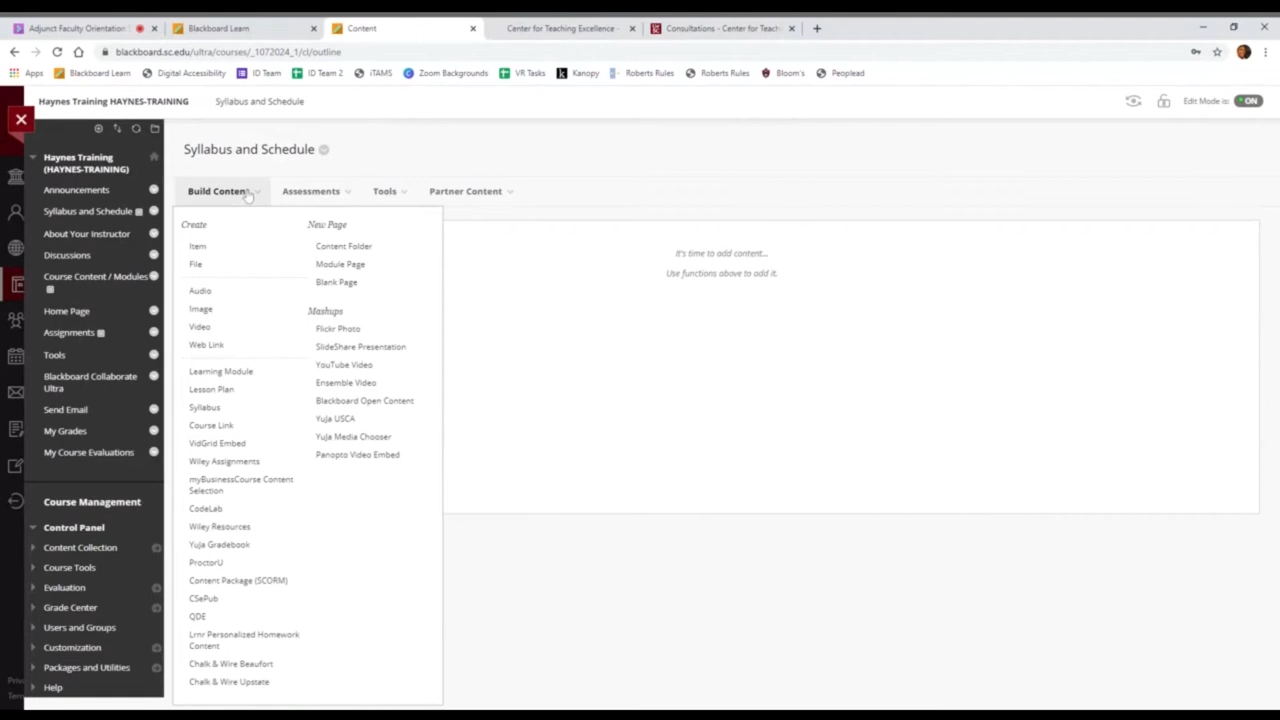 Adjunct Faculty Orientation
Blackboard Learn
Content
Center for Teaching Excellence -
Consultations - Center for Teach
blackboard.sc.edu/ultra/courses/_1072024_1/cl/outline
Apps
Blackboard Learn
Digital Accessibility
ID Team
ID Team 2
iTAMS
Zoom Backgrounds
VR Tasks
Kanopy
Roberts Rules
Roberts Rules
Bloom's
Peoplead
Haynes Training HAYNES-TRAINING
Syllabus and Schedule
Edit Mode is:
ON
Haynes Training
(HAYNES-TRAINING)
Announcements
Syllabus and Schedule
About Your Instructor
Discussions
Course Content / Modules
Home Page
Assignments
Tools
Blackboard Collaborate
Ultra
Send Email
My Grades
My Course Evaluations
Course Management
Control Panel
Content Collection
Course Tools
Evaluation
Grade Center
Users and Groups
Customization
Packages and Utilities
Help
Syllabus and Schedule
Build Content
Assessments
Tools
Partner Content
Create
Item
File
Audio
Image
Video
Web Link
Learning Module
Lesson Plan
Syllabus
Course Link
VidGrid Embed
Wiley Assignments
myBusinessCourse Content
Selection
CodeLab
Wiley Resources
YuJa Gradebook
ProctorU
Content Package (SCORM)
CSePub
QDE
Lrnr Personalized Homework
Content
Chalk & Wire Beaufort
Chalk & Wire Upstate
New Page
Content Folder
Module Page
Blank Page
Mashups
Flickr Photo
SlideShare Presentation
YouTube Video
Ensemble Video
Blackboard Open Content
YuJa USCA
YuJa Media Chooser
Panopto Video Embed
It's time to add content...
Use functions above to add it.